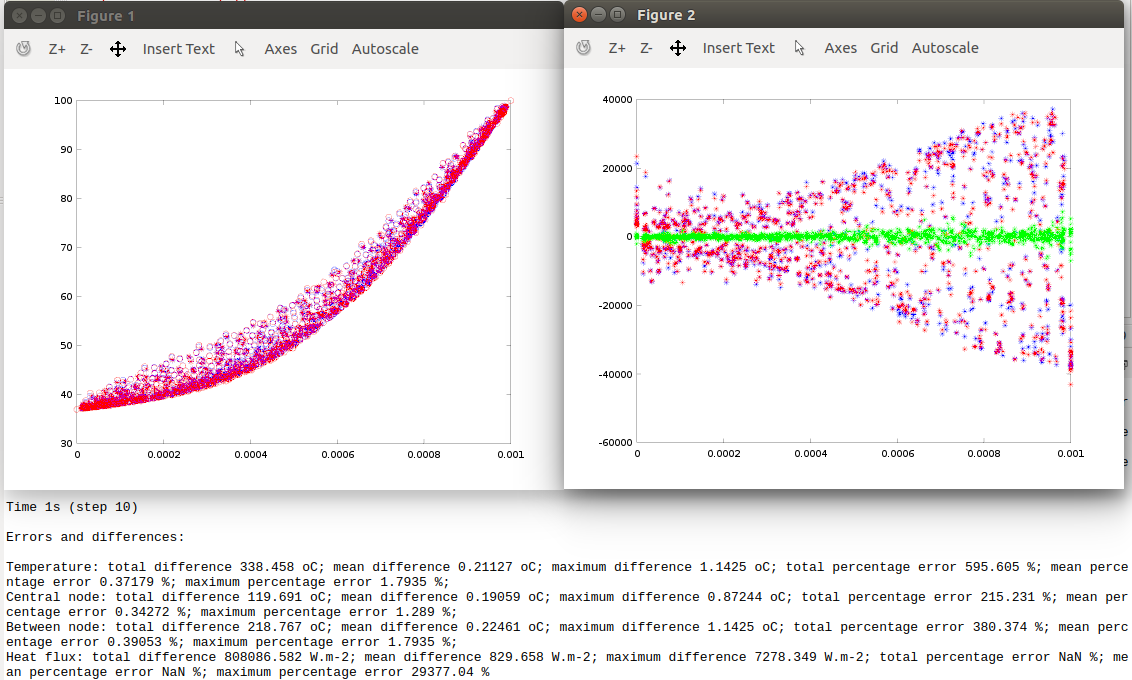 Figure 1
Z+ Z- Insert Text Axes Grid Autoscale
100
90
80
70
60
50
40
30
0 0.0002 0.0004 0.0006 0.0008 0.001
Figure 2
Z+ Z- Insert Text Axes Grid Autoscale
40000
20000
0
-20000
-40000
-60000
0 0.0002 0.0004 0.0006 0.0008 0.001
Time 1s (step 10)
Errors and differences:
Temperature: total difference 338.458 oC; mean difference 0.21127 oC; maximum difference 1.1425 oC; total percentage error 595.605 %; mean perce
ntage error 0.37179 %; maximum percentage error 1.7935 %;
Central node: total difference 119.691 oC; mean difference 0.19059 oC; maximum difference 0.87244 oC; total percentage error 215.231 %; mean per
centage error 0.34272 %; maximum percentage error 1.289 %;
Between node: total difference 218.767 oC; mean difference 0.22461 oC; maximum difference 1.1425 oC; total percentage error 380.374 %; mean perc
entage error 0.39053 %; maximum percentage error 1.7935 %;
Heat flux: total difference 808086.582 W.m-2; mean difference 829.658 W.m-2; maximum difference 7278.349 W.m-2; total percentage error NaN %; me
an percentage error NaN %; maximum percentage error 29377.04 %